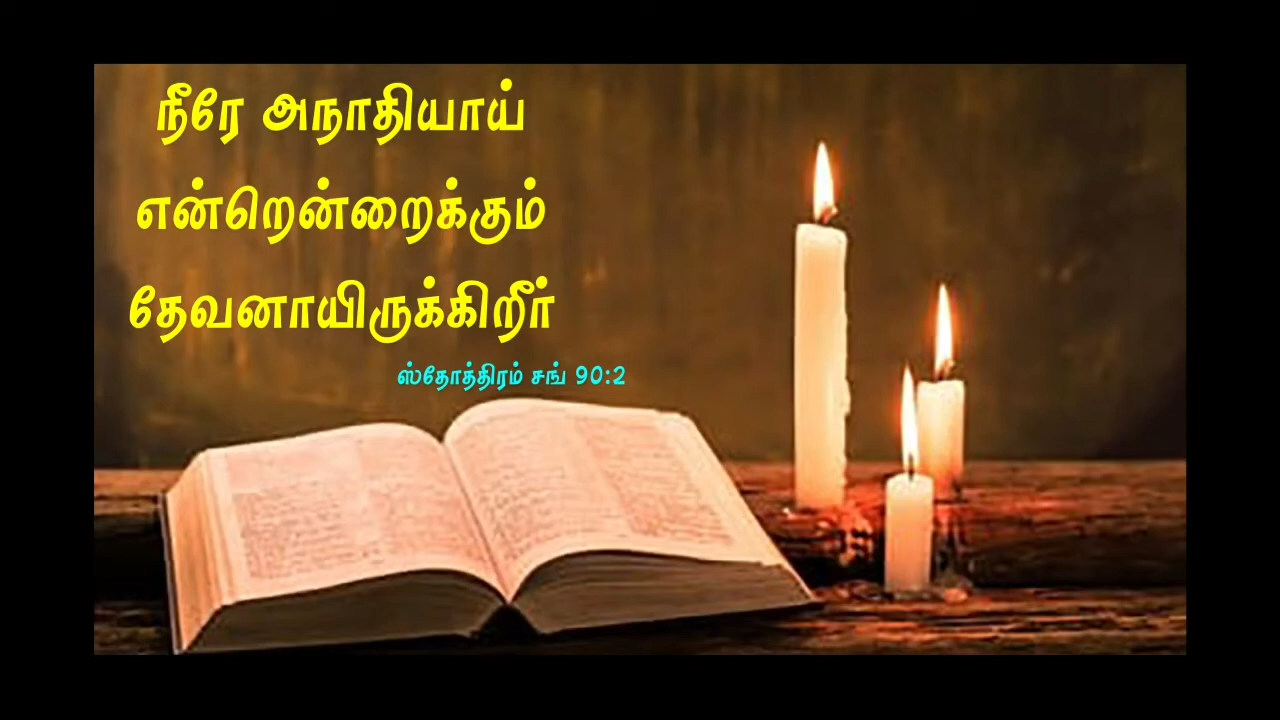 நீரே அநாதியாய்
என்றென்றைக்கும்
தேவனாயிருக்கிறீர்
ஸ்தோத்திரம் சங் 90:2